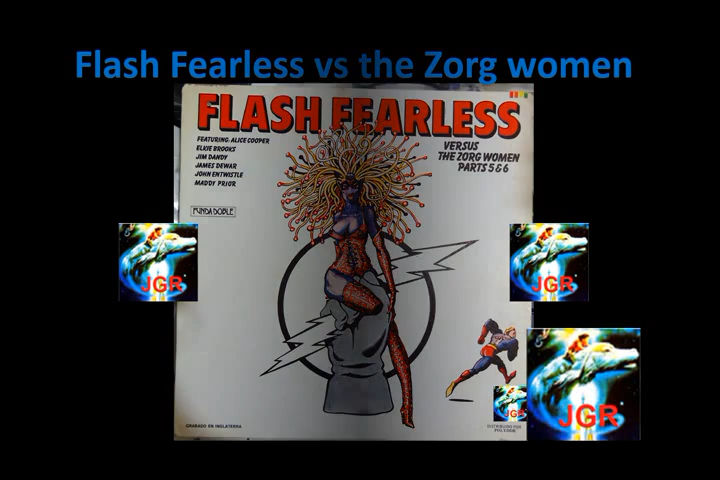 Flash Fearless vs the Zorg women
FLASH FEARLESS
FEATURING: ALICE COOPER
ELKIE BROOKS
JIM DANDY
JAMES DEWAR
JOHN ENTWISTLE
MADDY PRIOR
VERSUS
THE ZORG WOMEN
PARTS 5 & 6
FUNDA DOBLE
JGR
JGR
JGR
JGR
GRABADO EN INGLATERRA
DISTRIBUIDO POR
POLYDOR